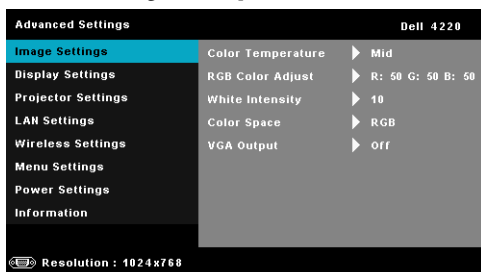 Advanced Settings Dell 4220
Image Settings Color Temperature Mid
Display Settings RGB Color Adjust R: 50 G: 50 B: 50
Projector Settings White Intensity 10
LAN Settings Color Space RGB
Wireless Settings VGA Output Off
Menu Settings
Power Settings
Information
Resolution : 1024x768